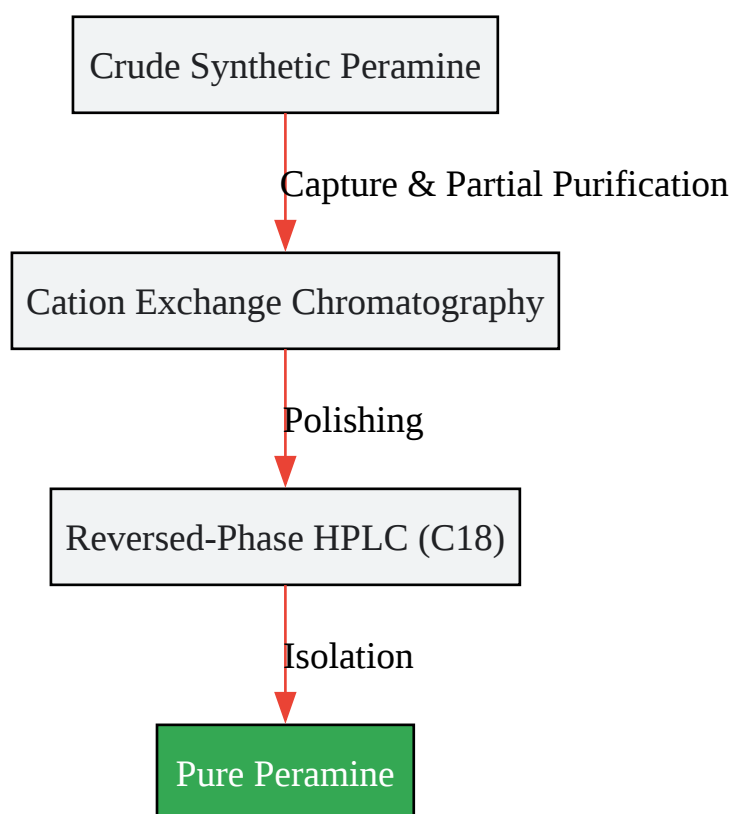 Crude Synthetic Peramine
Capture & Partial Purification
Cation Exchange Chromatography
Polishing
Reversed-Phase HPLC (C18)
Isolation
Pure Peramine